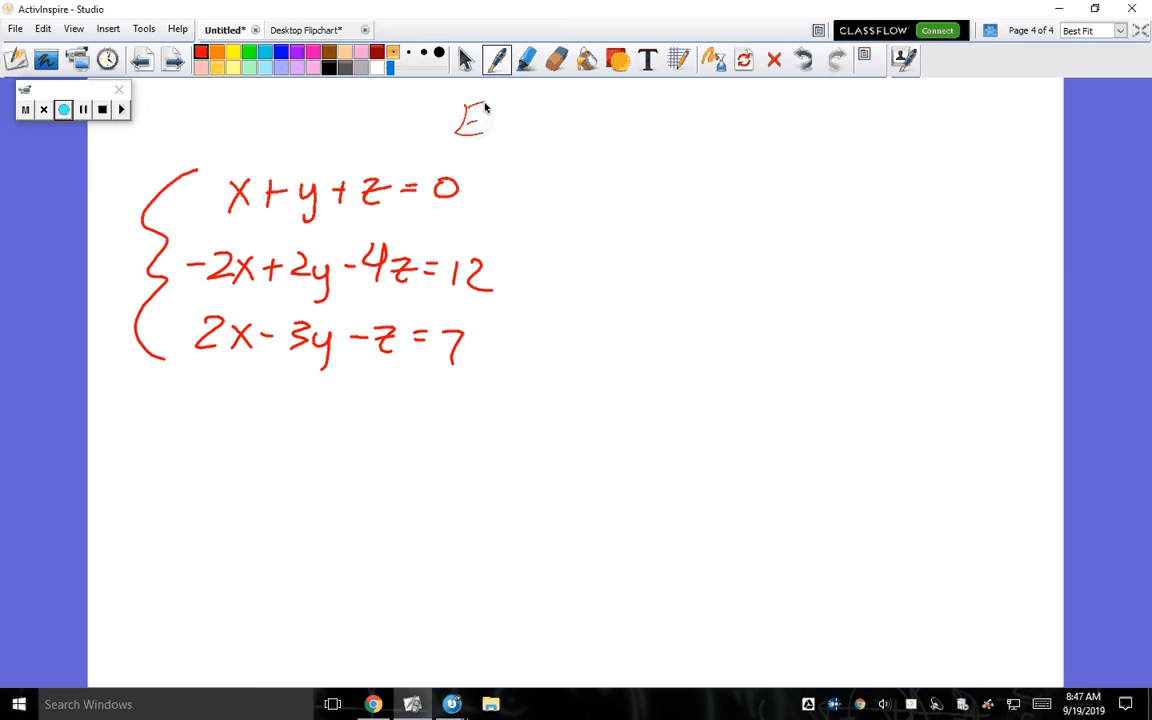 ActivInspire - Studio
File Edit View Insert Tools Help Untitled* Desktop Flipchart* CLASSFLOW Connect Page 4 of 4 Best Fit
M
E
x + y + z = 0
-2x + 2y - 4z = 12
2x - 3y - z = 7
Search Windows
8:47 AM
9/19/2019